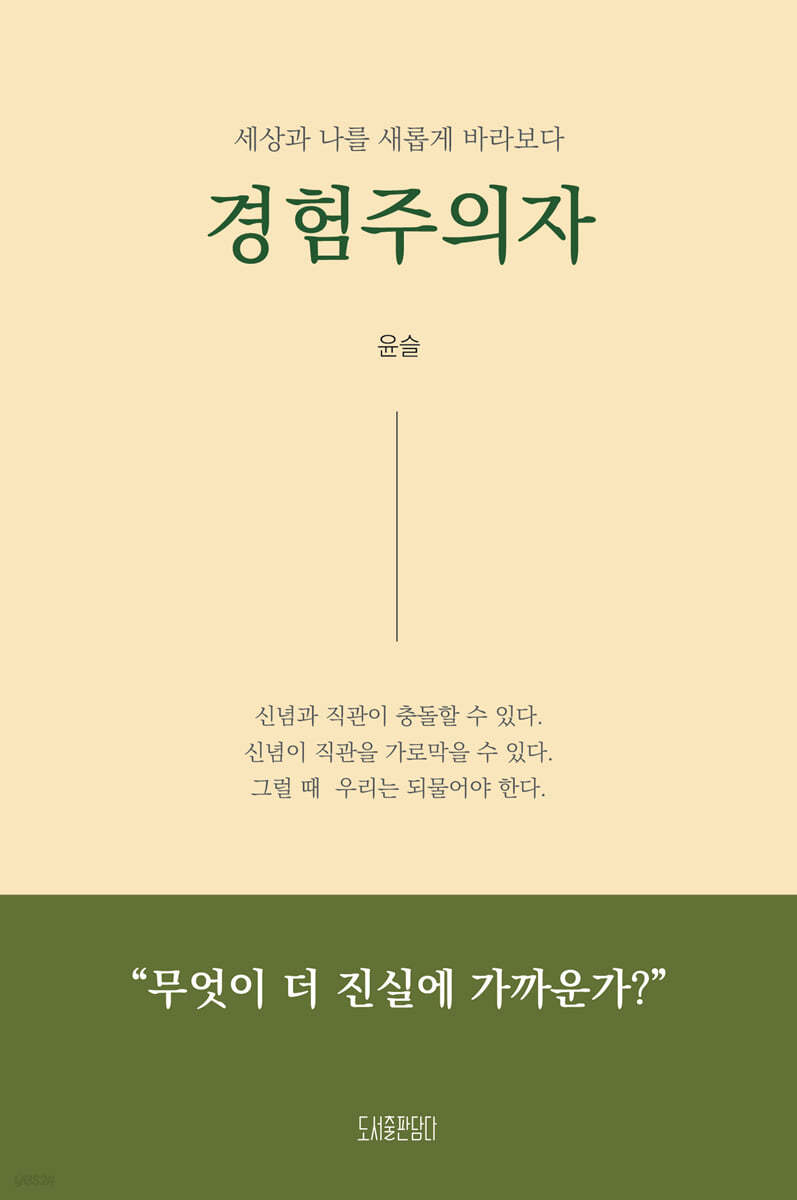 세상과 나를 새롭게 바라보다
경험주의자
윤슬
신념과 직관이 충돌할 수 있다.
신념이 직관을 가로막을 수 있다.
그럴 때 우리는 되물어야 한다.
“무엇이 더 진실에 가까운가?”
도서출판담다
yes24